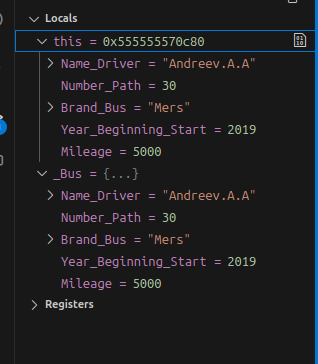 Locals
this = 0x555555570c80
Name_Driver = "Andreev.A.A"
Number_Path = 30
Brand_Bus = "Mers"
Year_Beginning_Start = 2019
Mileage = 5000
_Bus = {...}
Name_Driver = "Andreev.A.A"
Number_Path = 30
Brand_Bus = "Mers"
Year_Beginning_Start = 2019
Mileage = 5000
Registers